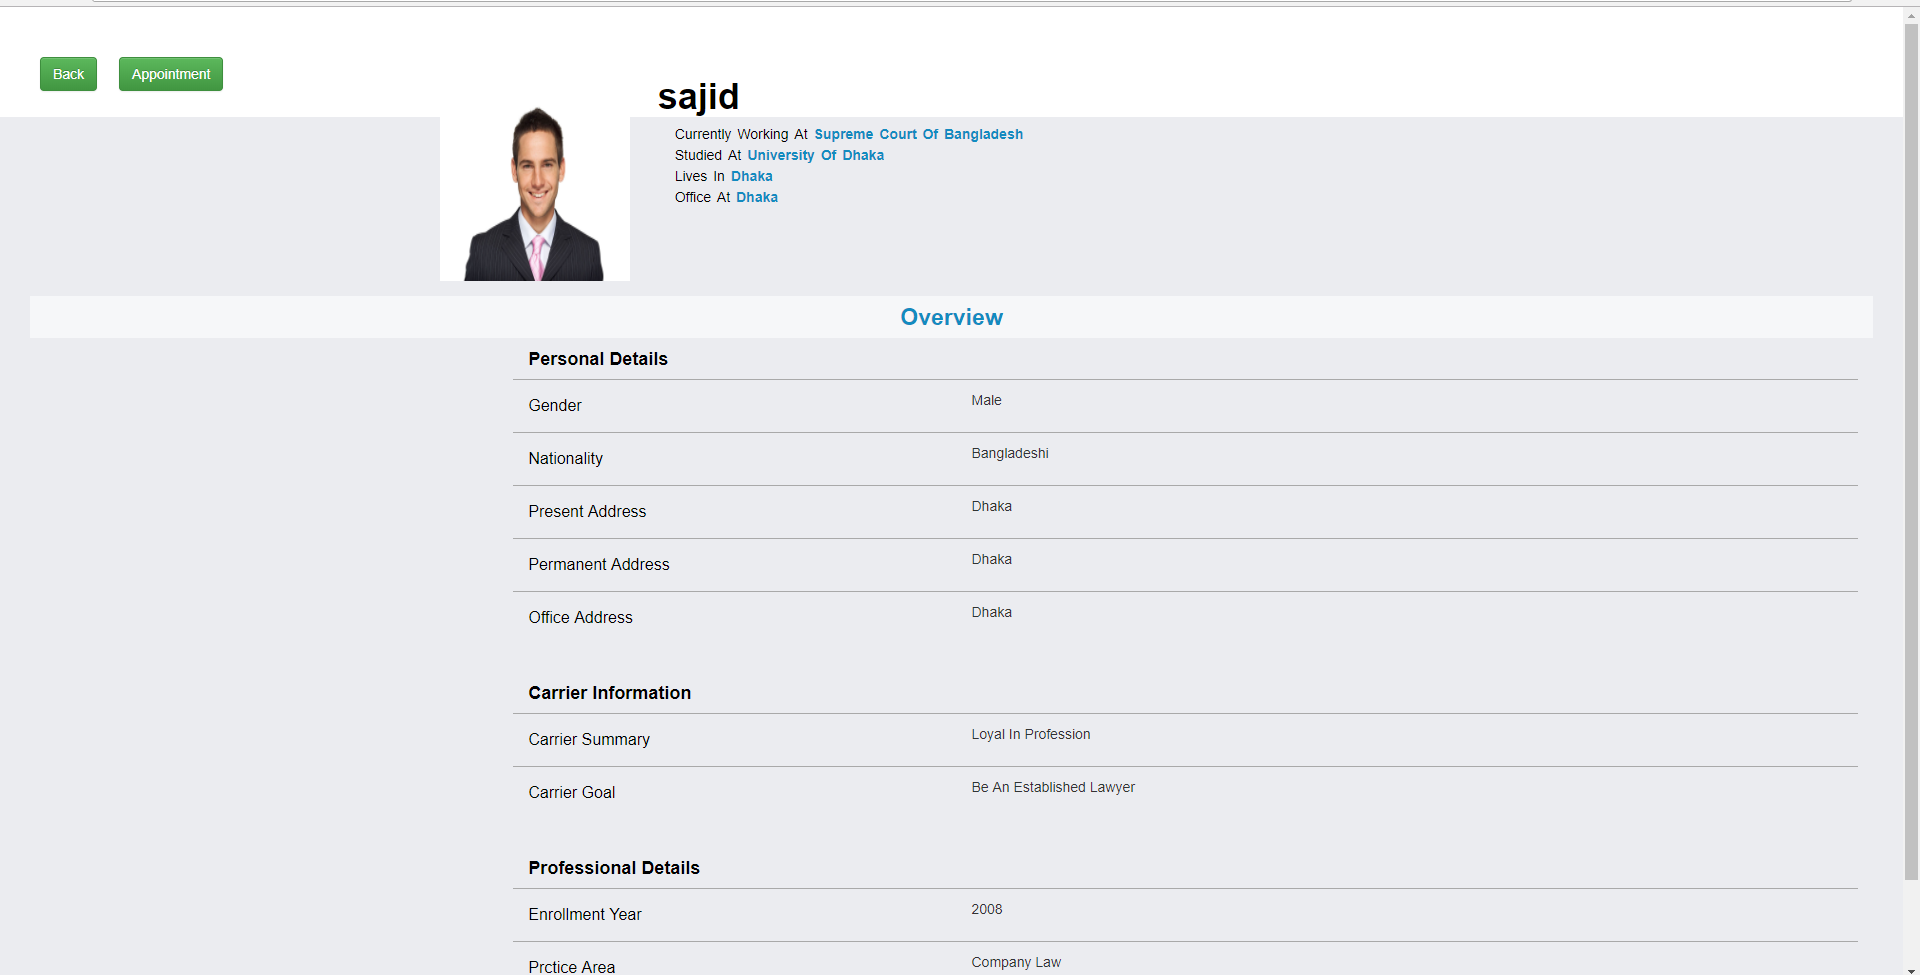 Back
Appointment
sajid
Currently Working At Supreme Court Of Bangladesh
Studied At University Of Dhaka
Lives In Dhaka
Office At Dhaka
Overview
Personal Details
Gender Male
Nationality Bangladeshi
Present Address Dhaka
Permanent Address Dhaka
Office Address Dhaka
Carrier Information
Carrier Summary Loyal In Profession
Carrier Goal Be An Established Lawyer
Professional Details
Enrollment Year 2008
Prctice Area Company Law